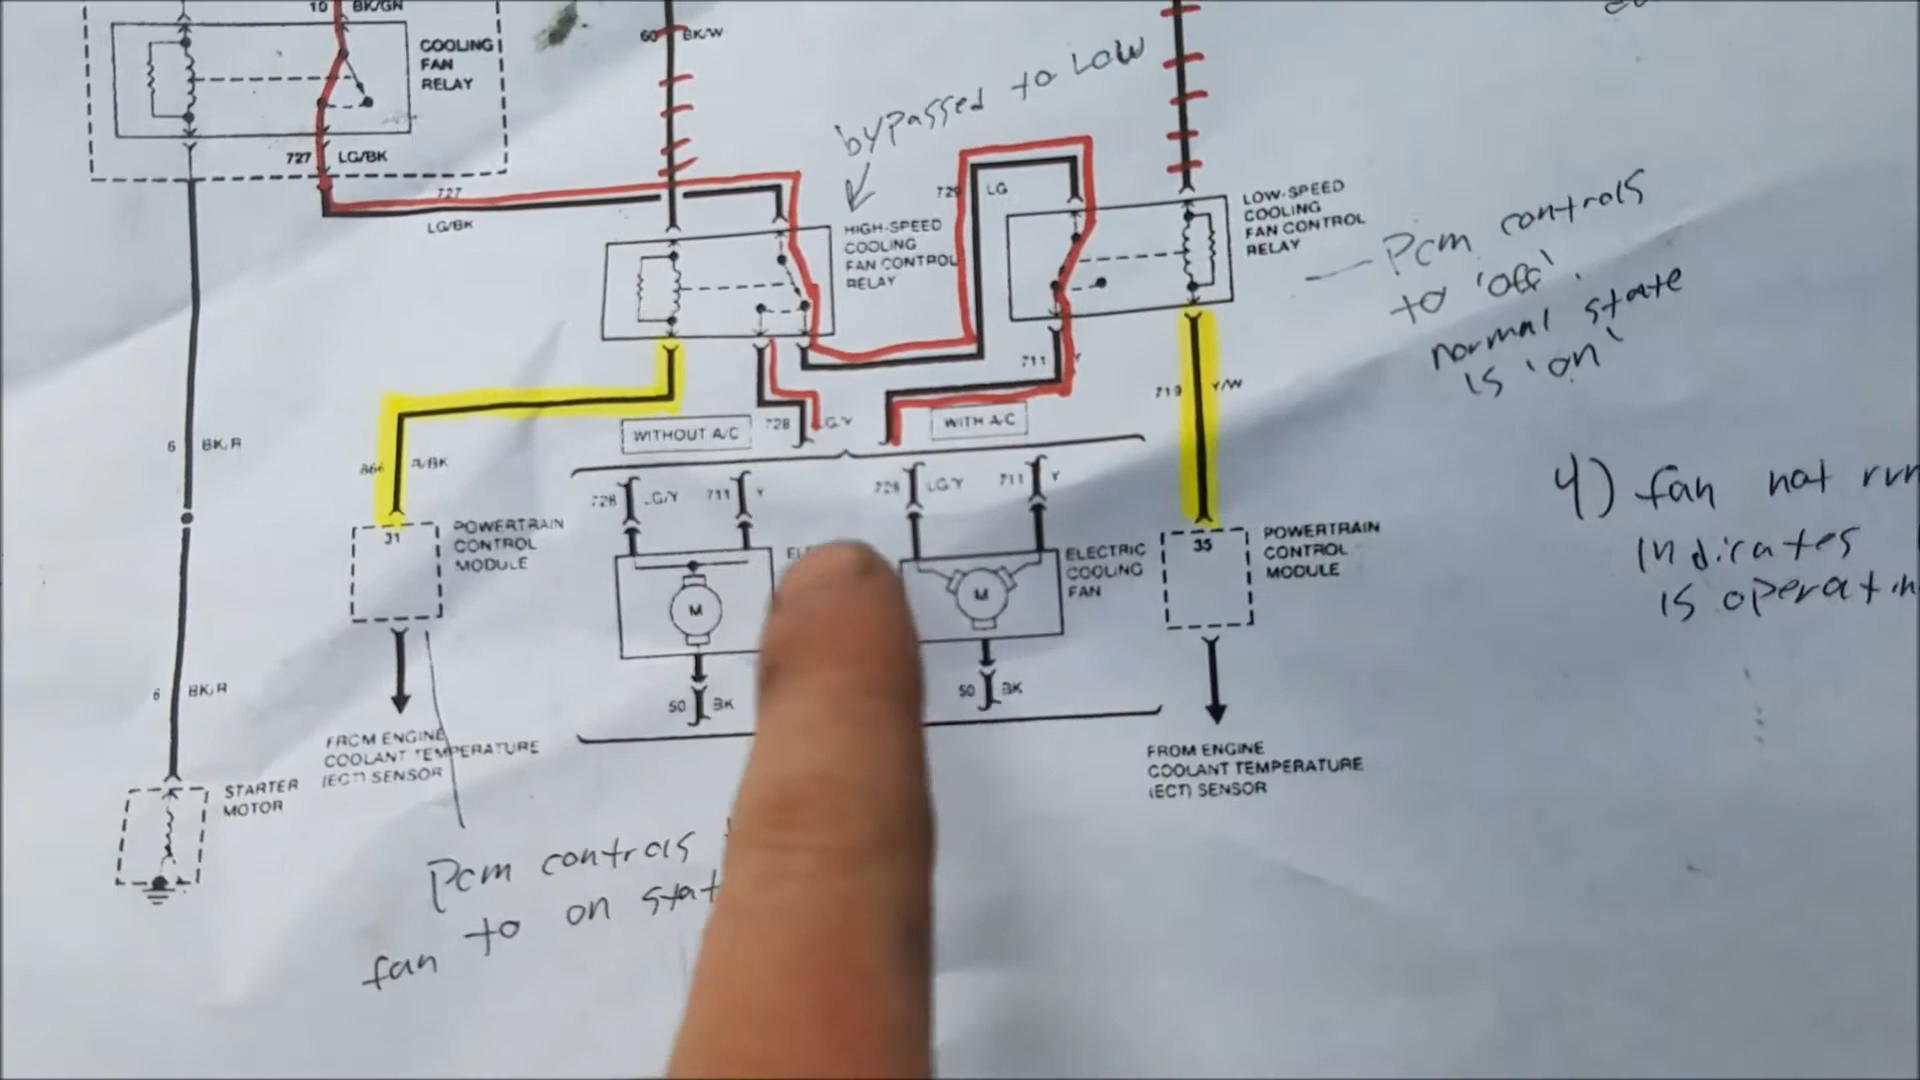 10 BK/GN
COOLING
FAN
RELAY
60 BK/W
bypassed to Low
727 LG/BK
727
LG/BK
729 LG
HIGH-SPEED
COOLING
FAN CONTROL
RELAY
LOW-SPEED
COOLING
FAN CONTROL
RELAY
Pcm controls
to 'off'.
normal state
is 'on'
711 Y
719 Y/W
WITHOUT A/C
728 LG/Y
WITH A/C
6 BK/R
866 R/BK
728 LG/Y 711 Y
728 LG/Y 711 Y
4) fan not run
Indicates
is operatin
31
POWERTRAIN
CONTROL
MODULE
M
M
ELECTRIC
COOLING
FAN
35
POWERTRAIN
CONTROL
MODULE
50 BK
50 BK
6 BK/R
FROM ENGINE
COOLANT TEMPERATURE
(ECT) SENSOR
FROM ENGINE
COOLANT TEMPERATURE
(ECT) SENSOR
STARTER
MOTOR
Pcm controls
fan to on stat